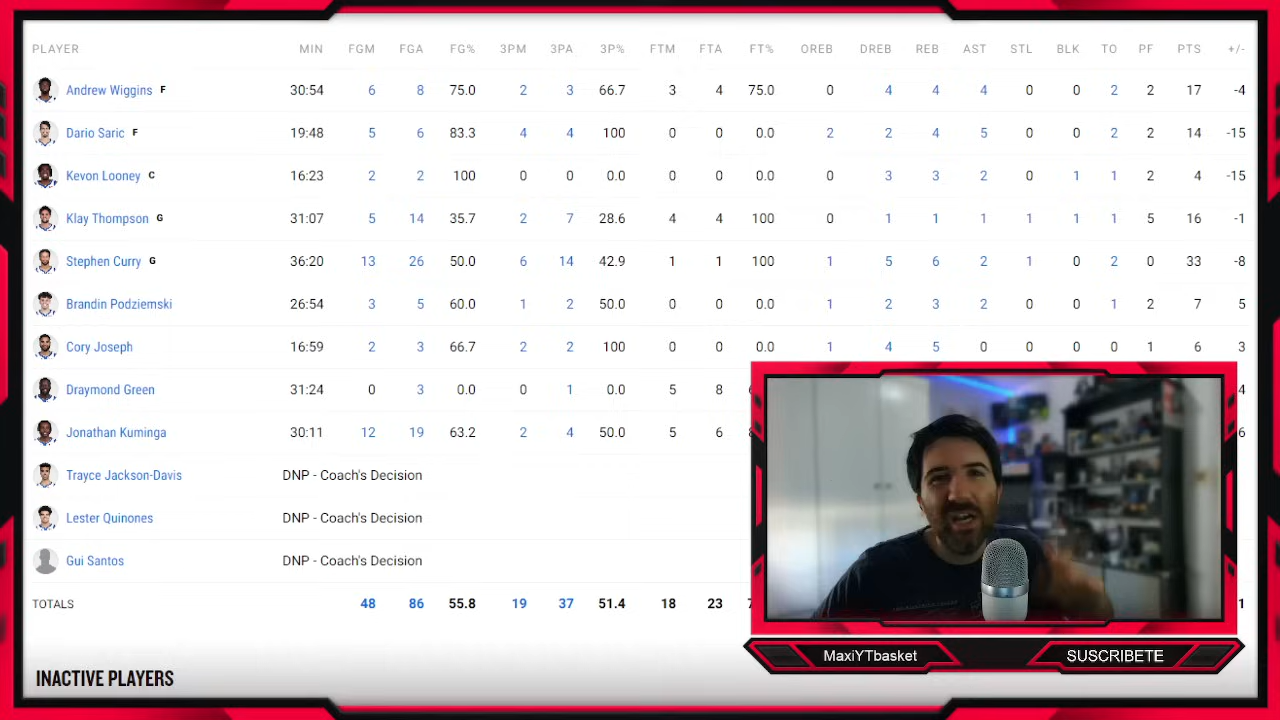 PLAYER MIN FGM FGA FG% 3PM 3PA 3P% FTM FTA FT% OREB DREB REB AST STL BLK TO PF PTS +/-
Andrew Wiggins F 30:54 6 8 75.0 2 3 66.7 3 4 75.0 0 4 4 4 0 0 2 2 17 -4
Dario Saric F 19:48 5 6 83.3 4 4 100 0 0 0.0 2 2 4 5 0 0 2 2 14 -15
Kevon Looney C 16:23 2 2 100 0 0 0.0 0 0 0.0 0 3 3 2 0 1 1 2 4 -15
Klay Thompson G 31:07 5 14 35.7 2 7 28.6 4 4 100 0 1 1 1 1 1 1 5 16 -1
Stephen Curry G 36:20 13 26 50.0 6 14 42.9 1 1 100 1 5 6 2 1 0 2 0 33 -8
Brandin Podziemski 26:54 3 5 60.0 1 2 50.0 0 0 0.0 1 2 3 2 0 0 1 2 7 5
Cory Joseph 16:59 2 3 66.7 2 2 100 0 0 0.0 1 4 5 0 0 0 0 1 6 3
Draymond Green 31:24 0 3 0.0 0 1 0.0 5 8 4
Jonathan Kuminga 30:11 12 19 63.2 2 4 50.0 5 6 6
Trayce Jackson-Davis DNP - Coach's Decision
Lester Quinones DNP - Coach's Decision
Gui Santos DNP - Coach's Decision
TOTALS 48 86 55.8 19 37 51.4 18 23 1
INACTIVE PLAYERS
MaxiYTbasket
SUSCRIBETE